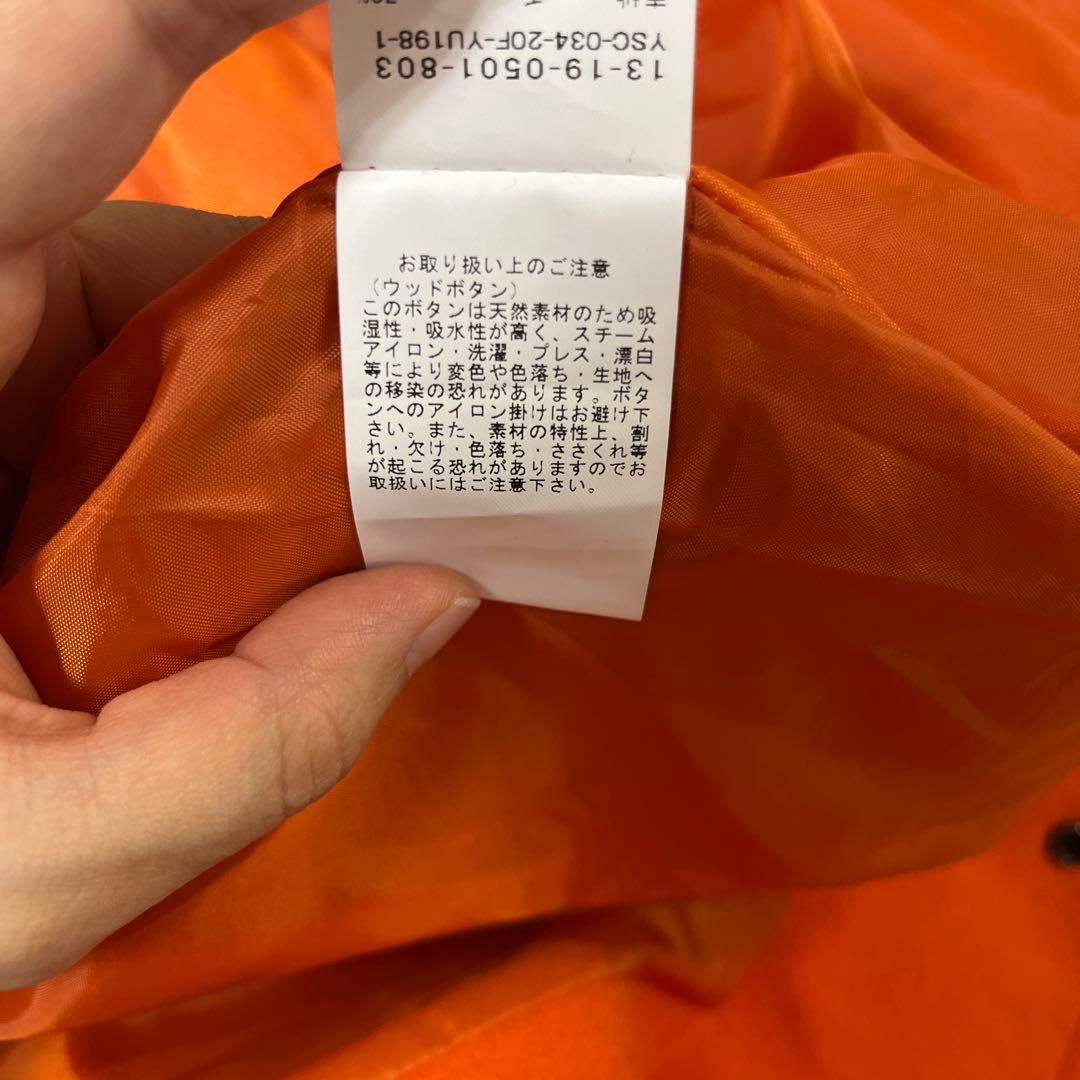 13-19-0501-803
YSC-034-20F-YU198-1
お取り扱い上のご注意
（ウッドボタン）
このボタンは天然素材のため吸
湿性・吸水性が高く、スチーム
アイロン・洗濯・プレス・漂白
等により変色や色落ち・生地へ
の移染の恐れがあります。ボタ
ンへのアイロン掛けはお避け下
さい。また、素材の特性上、割
れ・欠け・色落ち・ささくれ等
が起こる恐れがありますのでお
取扱いにはご注意下さい。